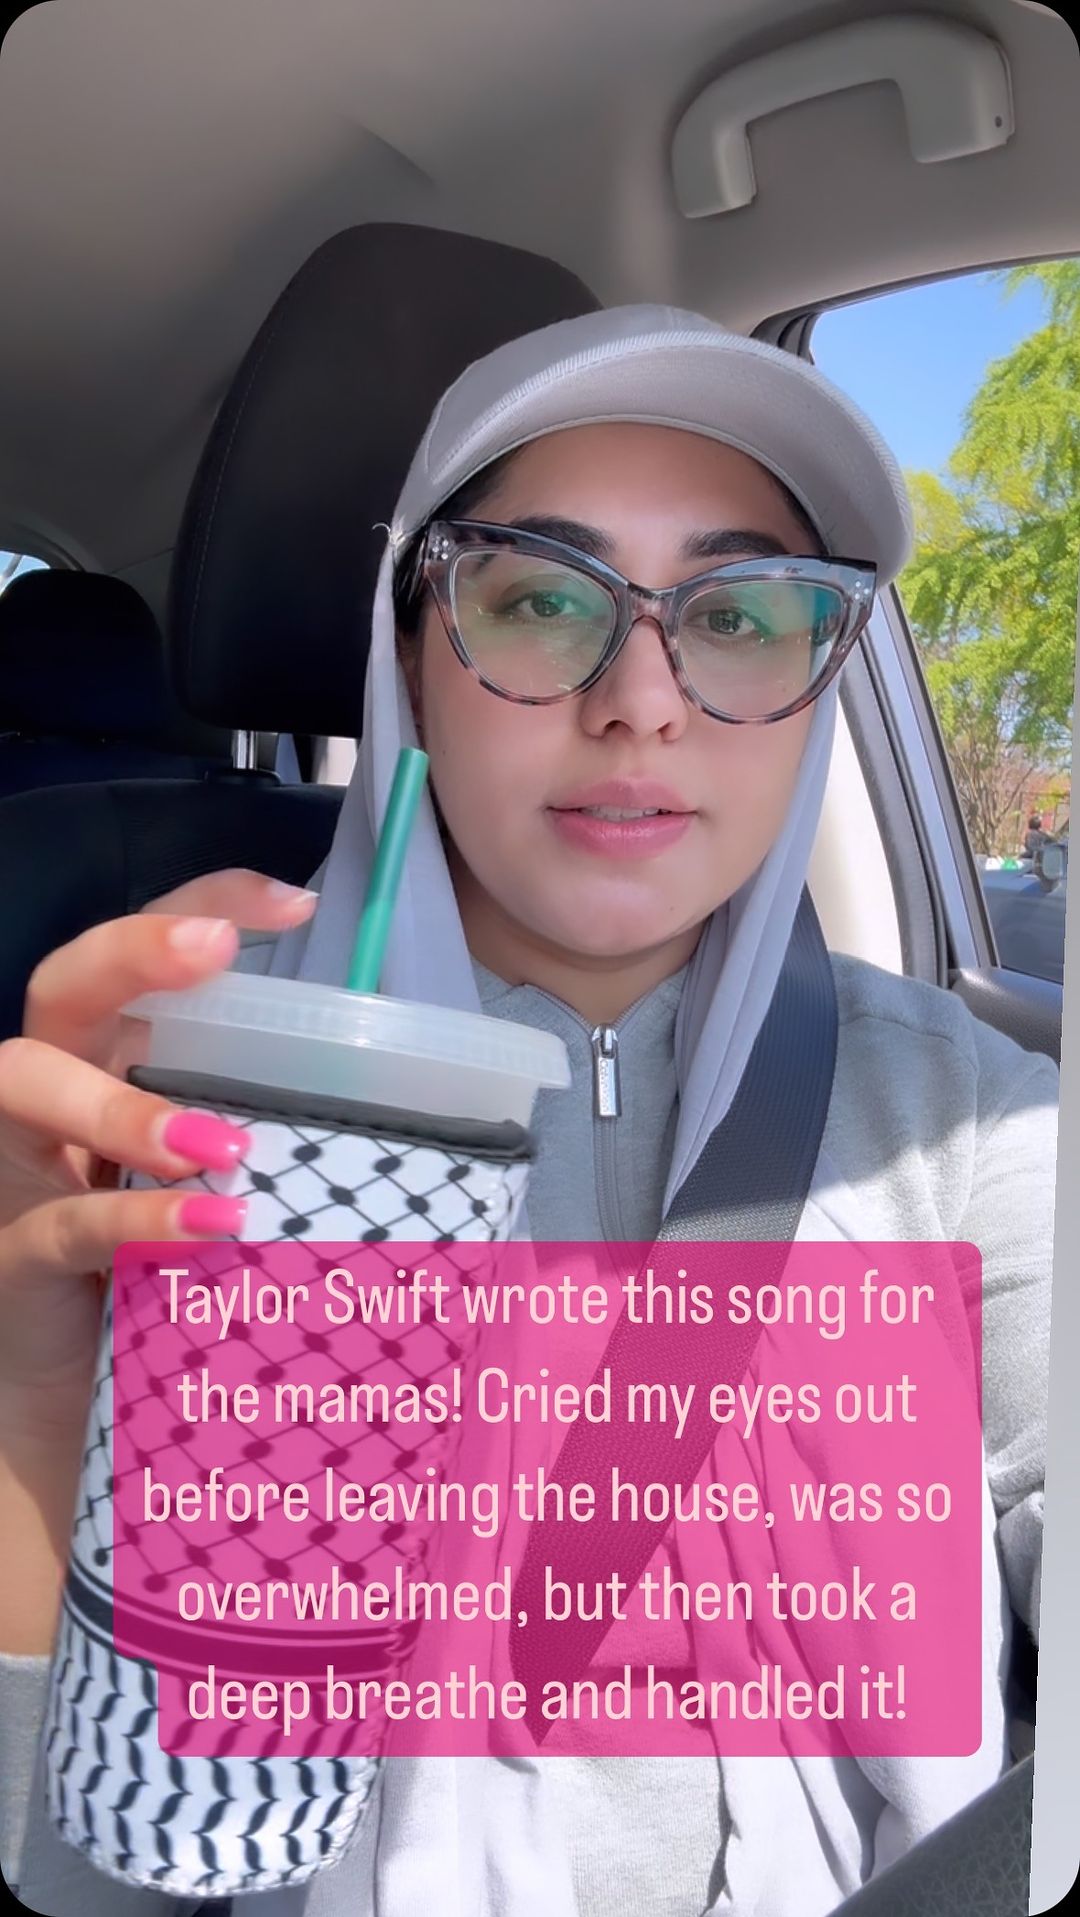 Taylor Swift wrote this song for
the mamas! Cried my eyes out
before leaving the house, was so
overwhelmed, but then took a
deep breathe and handled it!